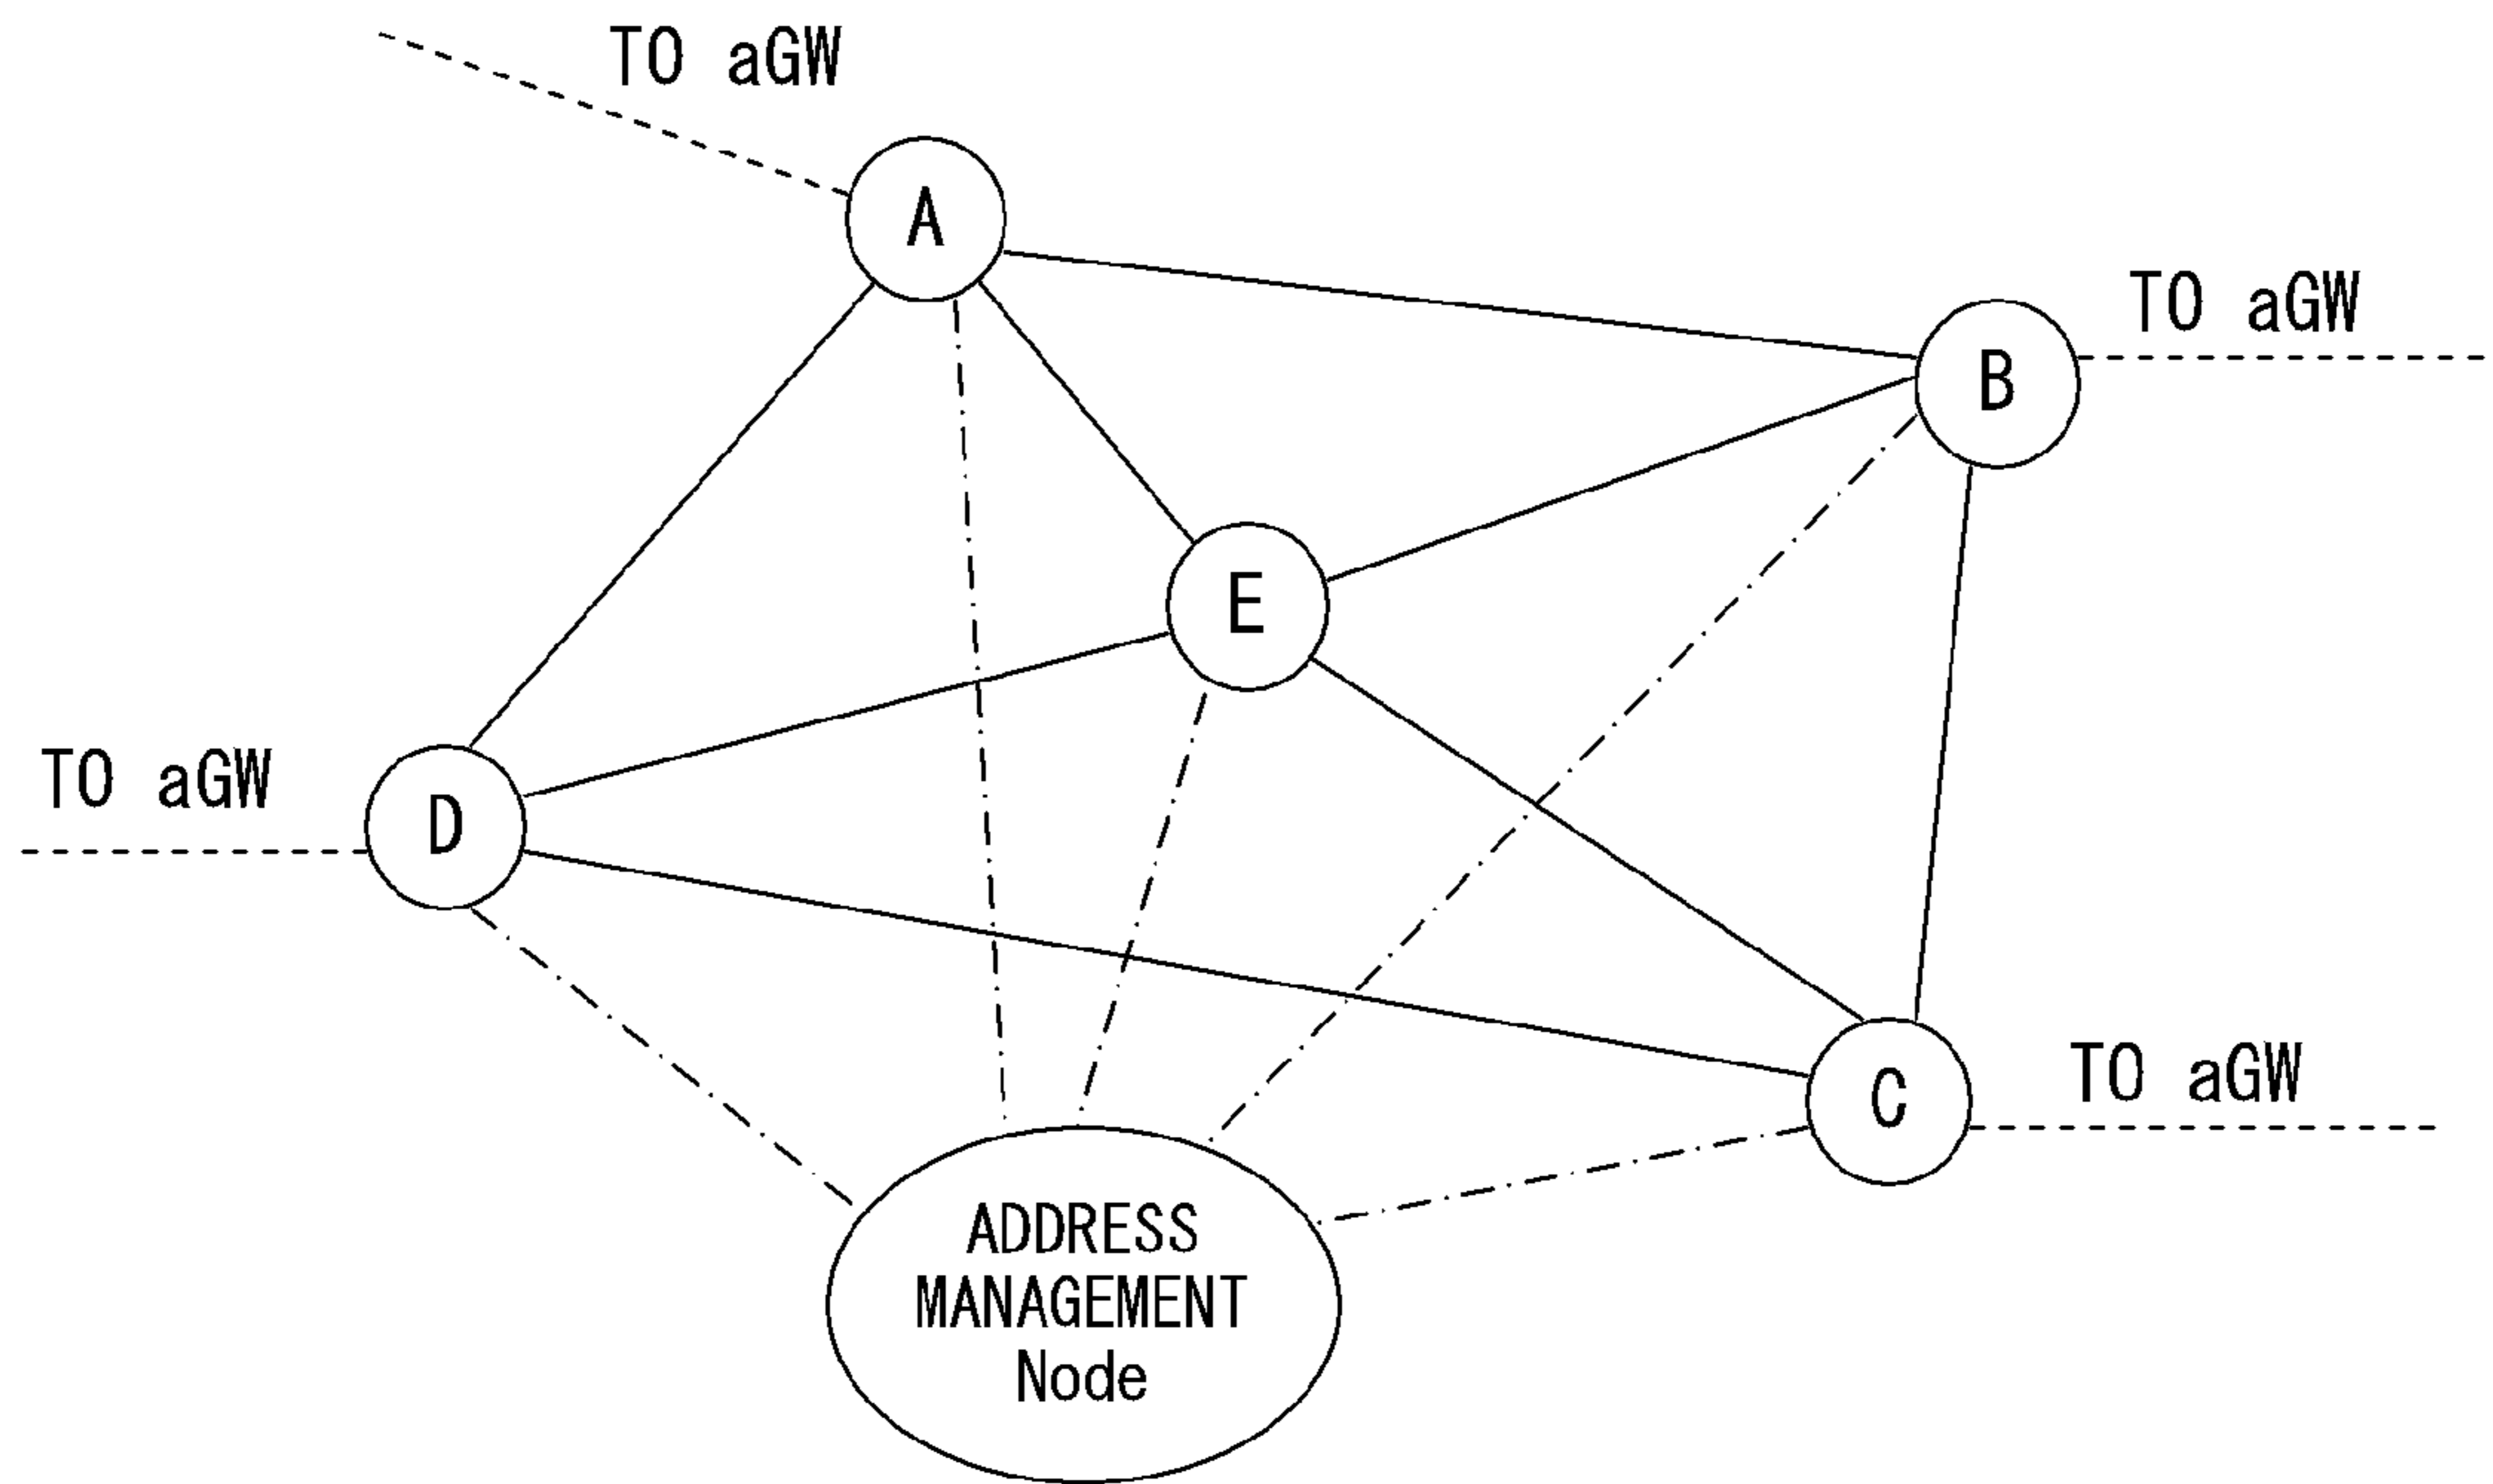 TO aGW
A
TO aGW
B
E
TO aGW
D
TO aGW
C
ADDRESS
MANAGEMENT
Node